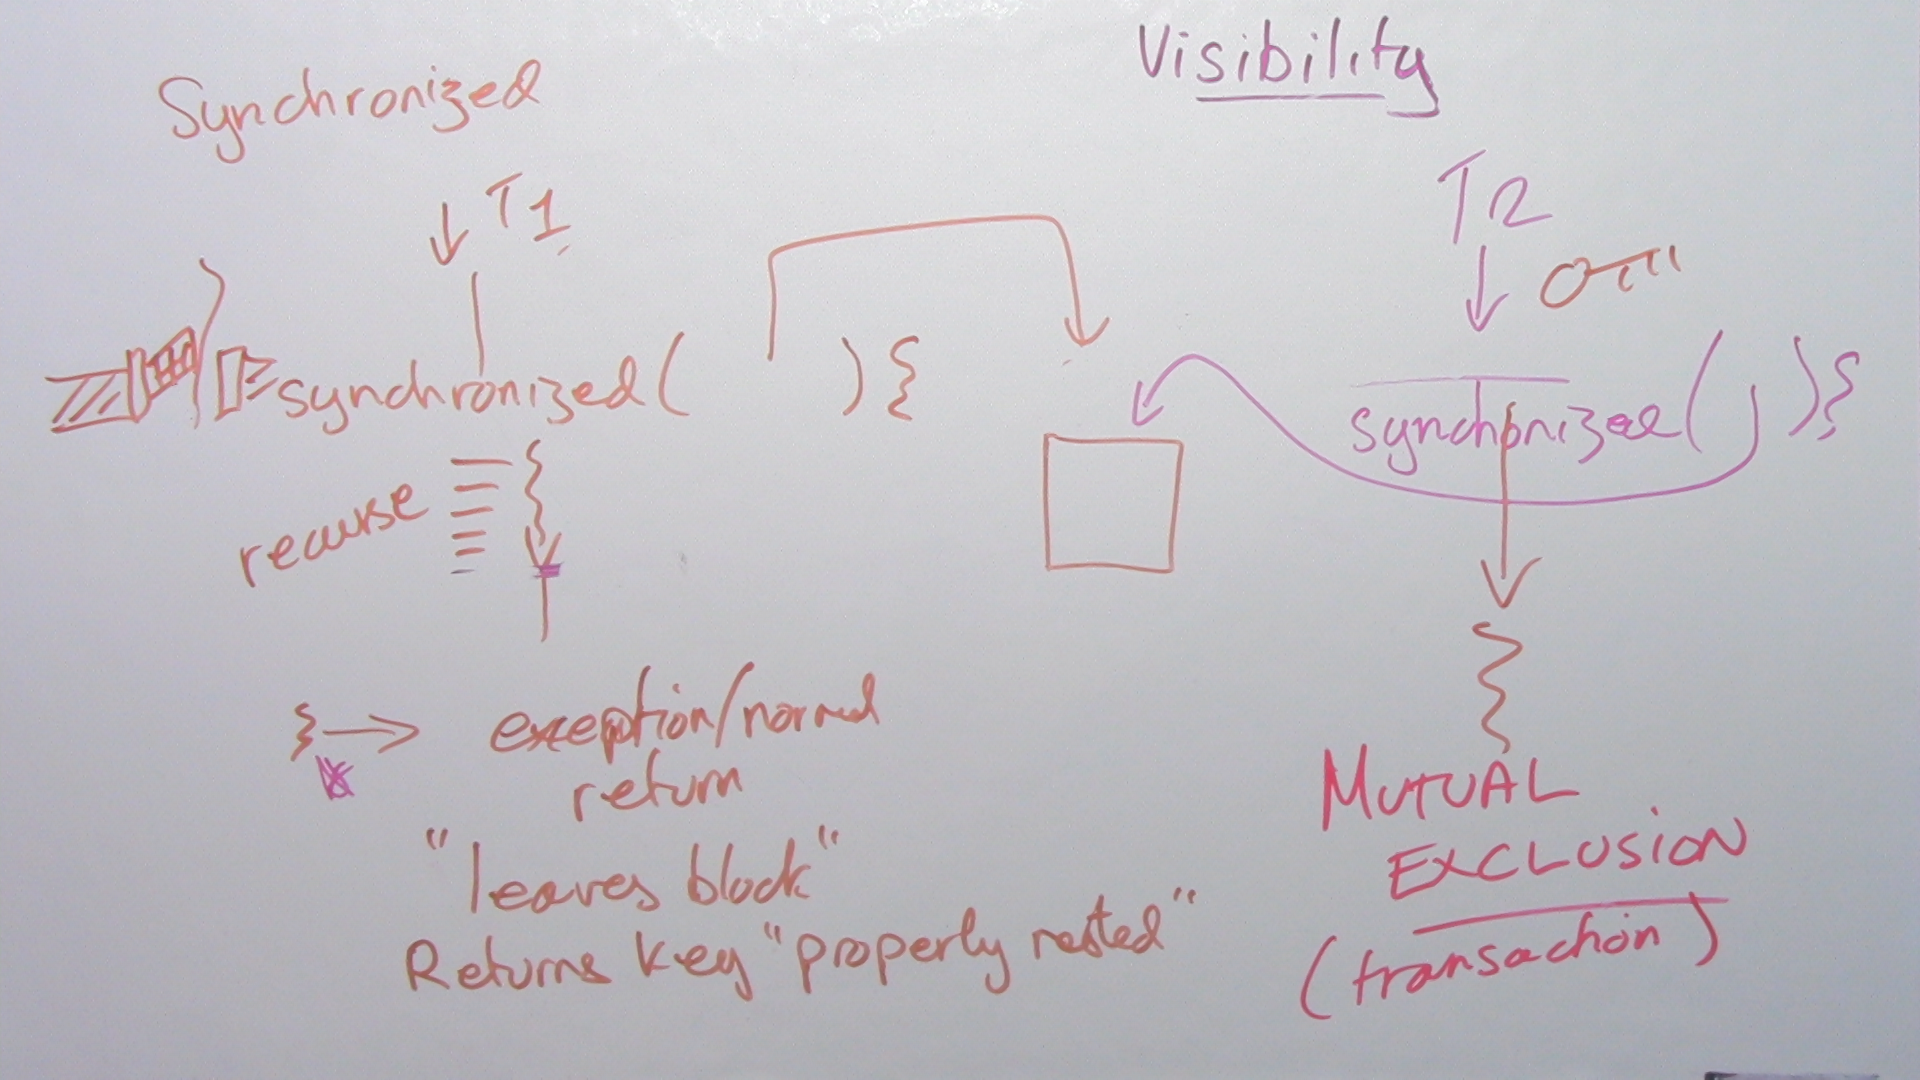 Synchronized
Visibility
T1
T2
synchronized( ) {
synchronized( ) {
recurse
} → exception/normal
return
"leaves block"
Returns key "properly nested"
MUTUAL
EXCLUSION
(transaction)